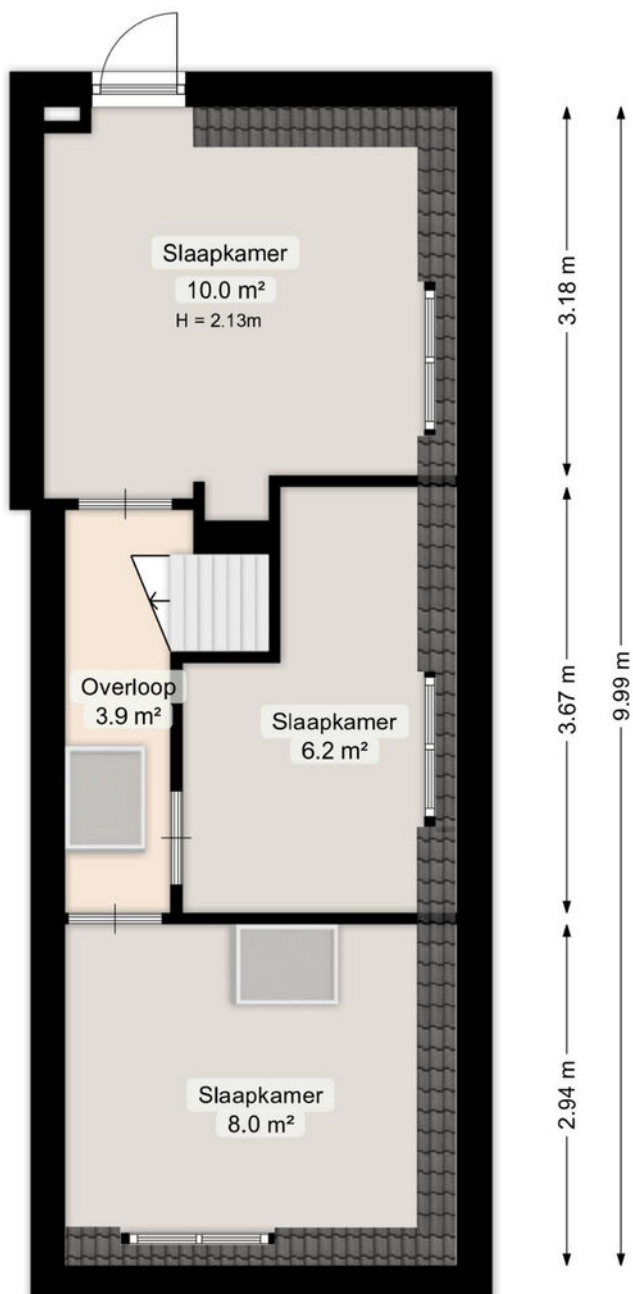 Slaapkamer
10.0 m²
H = 2.13m
3.18 m
Overloop
3.9 m²
Slaapkamer
6.2 m²
3.67 m
9.99 m
Slaapkamer
8.0 m²
2.94 m